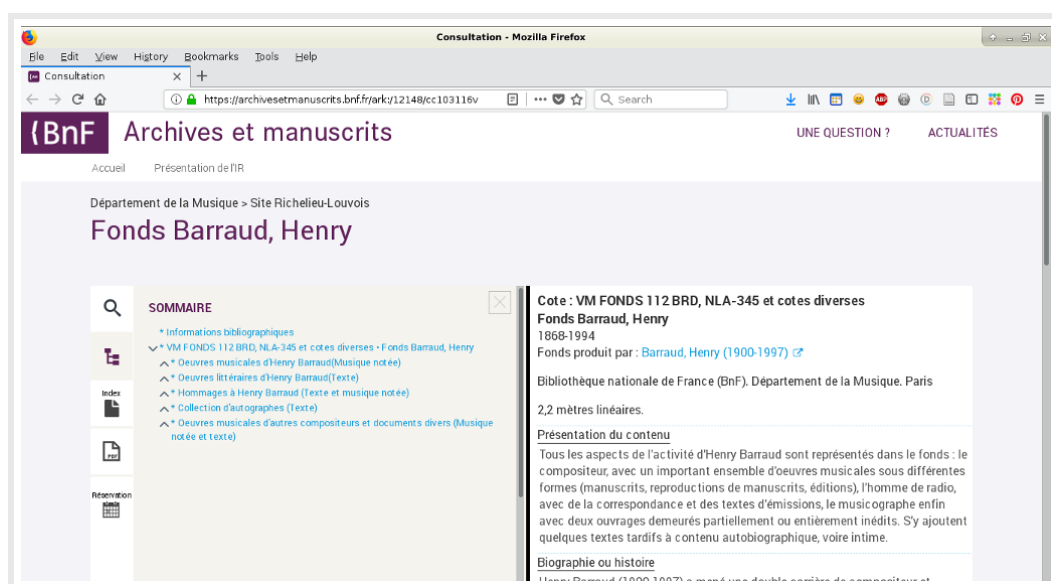 Consultation - Mozilla Firefox
File Edit View History Bookmarks Tools Help
Consultation
https://archivesetmanuscrits.bnf.fr/ark:/12148/cc103116v
Search
ABP
{BnF Archives et manuscrits
UNE QUESTION ? ACTUALITÉS
Accueil Présentation de l'IR
Département de la Musique > Site Richelieu-Louvois
Fonds Barraud, Henry
SOMMAIRE
* Informations bibliographiques
* VM FONDS 112 BRD, NLA-345 et cotes diverses • Fonds Barraud, Henry
* Oeuvres musicales d'Henry Barraud(Musique notée)
* Oeuvres littéraires d'Henry Barraud(Texte)
* Hommages à Henry Barraud (Texte et musique notée)
* Collection d'autographes (Texte)
* Oeuvres musicales d'autres compositeurs et documents divers (Musique
notée et texte)
Index
PDF
Réservation
Cote : VM FONDS 112 BRD, NLA-345 et cotes diverses
Fonds Barraud, Henry
1868-1994
Fonds produit par : Barraud, Henry (1900-1997)
Bibliothèque nationale de France (BnF). Département de la Musique. Paris
2,2 mètres linéaires.
Présentation du contenu
Tous les aspects de l'activité d'Henry Barraud sont représentés dans le fonds : le
compositeur, avec un important ensemble d'oeuvres musicales sous différentes
formes (manuscrits, reproductions de manuscrits, éditions), l'homme de radio,
avec de la correspondance et des textes d'émissions, le musicographe enfin
avec deux ouvrages demeurés partiellement ou entièrement inédits. S'y ajoutent
quelques textes tardifs à contenu autobiographique, voire intime.
Biographie ou histoire